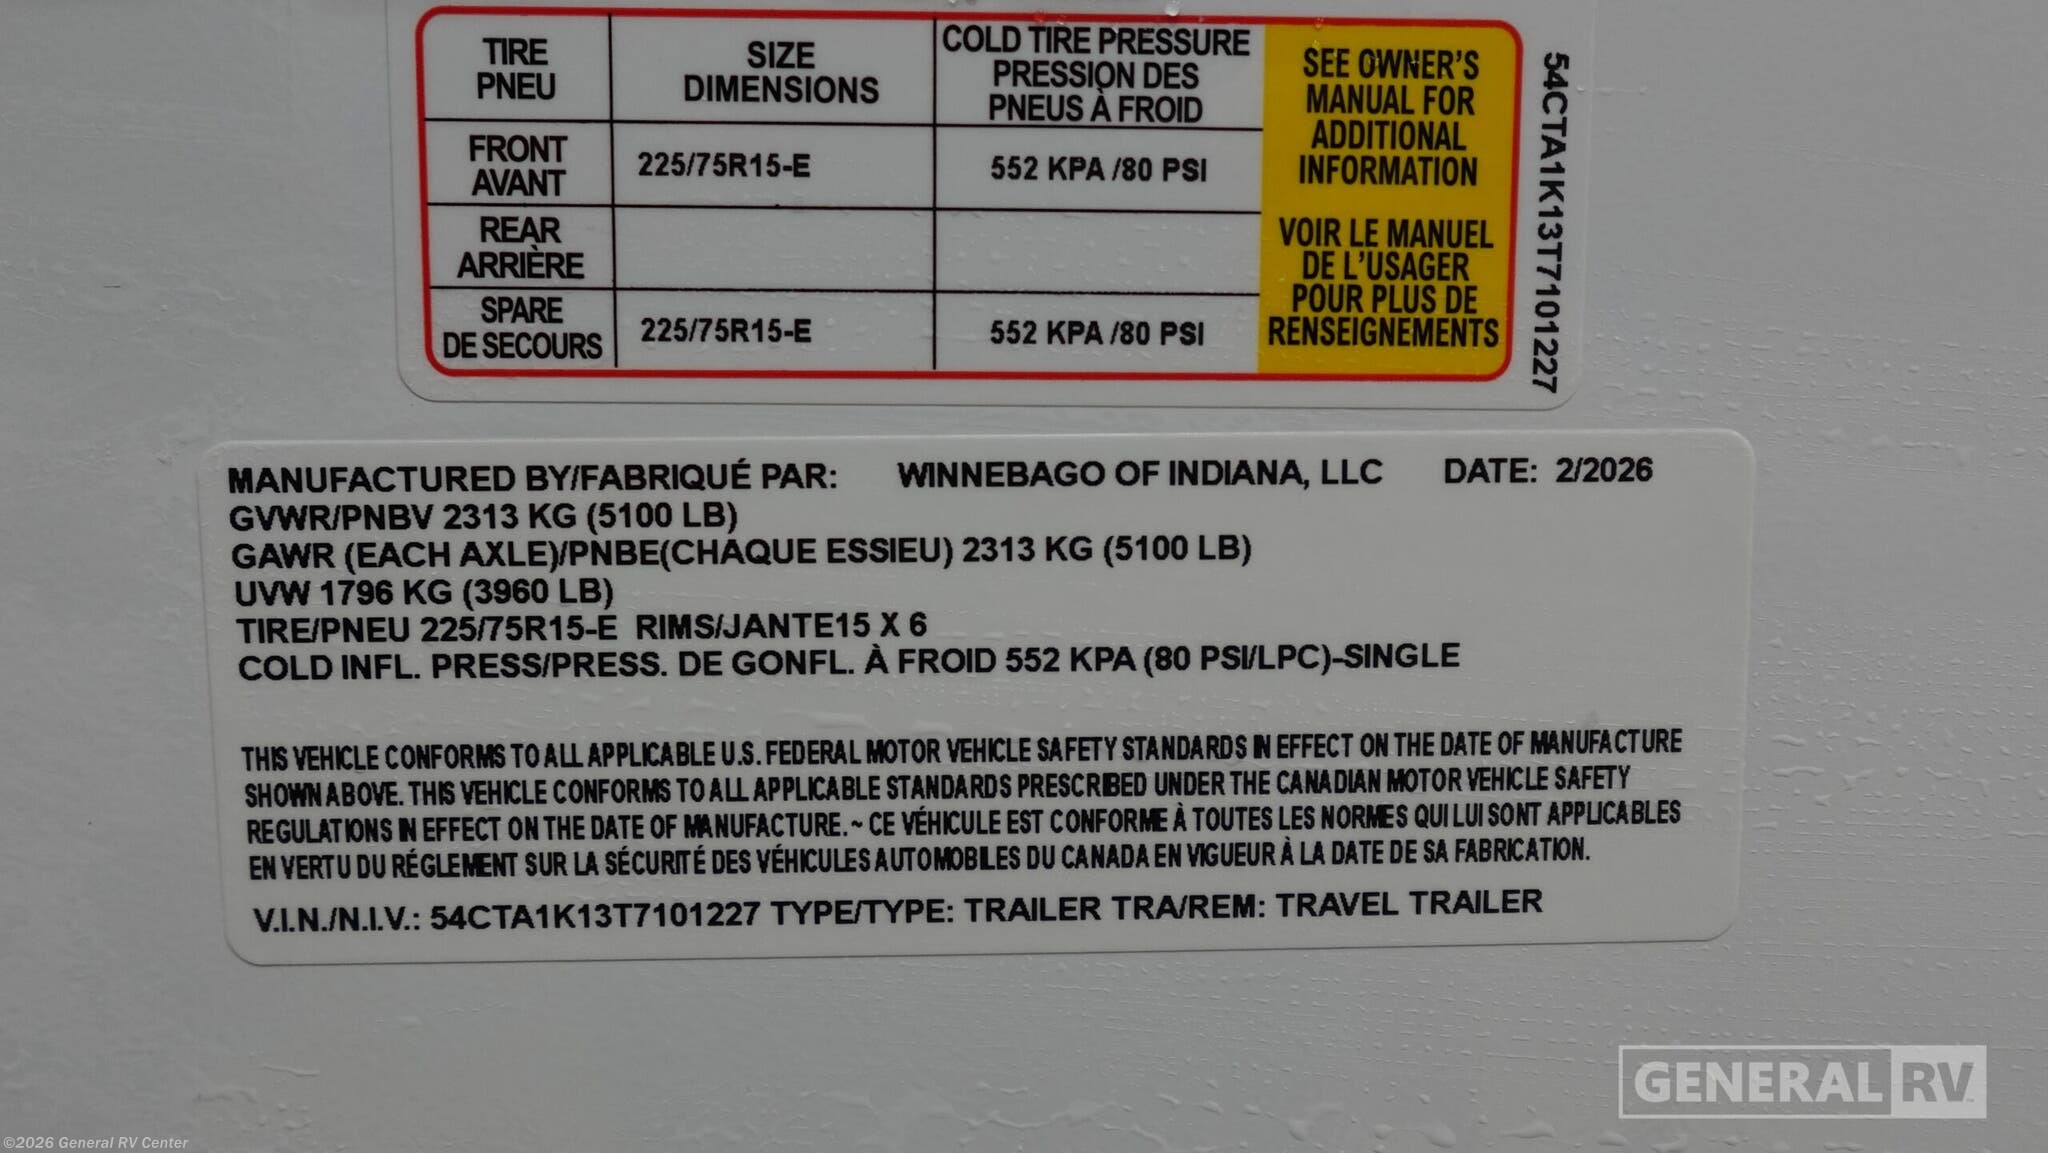 TIRE SIZE COLD TIRE PRESSURE
PNEU DIMENSIONS PRESSION DES
PNEUS À FROID
FRONT 225/75R15-E 552 KPA /80 PSI
AVANT
REAR
ARRIÈRE
SPARE 225/75R15-E 552 KPA /80 PSI
DE SECOURS
SEE OWNER'S
MANUAL FOR
ADDITIONAL
INFORMATION
VOIR LE MANUEL
DE L'USAGER
POUR PLUS DE
RENSEIGNEMENTS
54CTA1K13T7101227
MANUFACTURED BY/FABRIQUÉ PAR: WINNEBAGO OF INDIANA, LLC DATE: 2/2026
GVWR/PNBV 2313 KG (5100 LB)
GAWR (EACH AXLE)/PNBE(CHAQUE ESSIEU) 2313 KG (5100 LB)
UVW 1796 KG (3960 LB)
TIRE/PNEU 225/75R15-E RIMS/JANTE15 X 6
COLD INFL. PRESS/PRESS. DE GONFL. À FROID 552 KPA (80 PSI/LPC)-SINGLE
THIS VEHICLE CONFORMS TO ALL APPLICABLE U.S. FEDERAL MOTOR VEHICLE SAFETY STANDARDS IN EFFECT ON THE DATE OF MANUFACTURE
SHOWN ABOVE. THIS VEHICLE CONFORMS TO ALL APPLICABLE STANDARDS PRESCRIBED UNDER THE CANADIAN MOTOR VEHICLE SAFETY
REGULATIONS IN EFFECT ON THE DATE OF MANUFACTURE. ~ CE VÉHICULE EST CONFORME À TOUTES LES NORMES QUI LUI SONT APPLICABLES
EN VERTU DU RÉGLEMENT SUR LA SÉCURITÉ DES VÉHICULES AUTOMOBILES DU CANADA EN VIGUEUR À LA DATE DE SA FABRICATION.
V.I.N./N.I.V.: 54CTA1K13T7101227 TYPE/TYPE: TRAILER TRA/REM: TRAVEL TRAILER
GENERAL RV
©2026 General RV Center